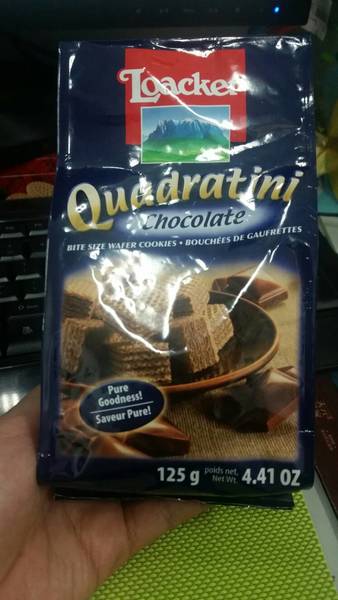 Loacker
Quadratini
Chocolate
BITE SIZE WAFER COOKIES • BOUCHÉES DE GAUFRETTES
Pure
Goodness!
Saveur Pure!
125 g poids net. Net Wt. 4.41 OZ